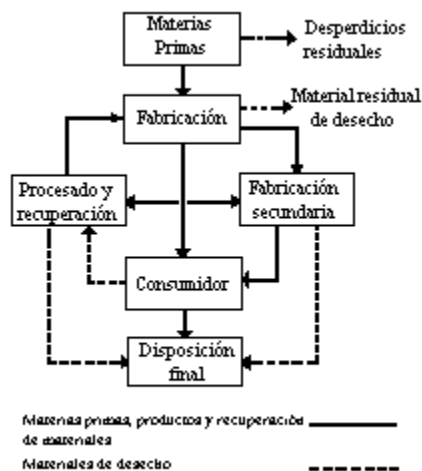 Materias
Primas
Desperdicios
residuales
Material residual
de desecho
Fabricación
Procesado y
recuperación
Fabricación
secundaria
Consumidor
Disposición
final
Materias primas, productos y recuperación
de materiales
Materiales de desecho